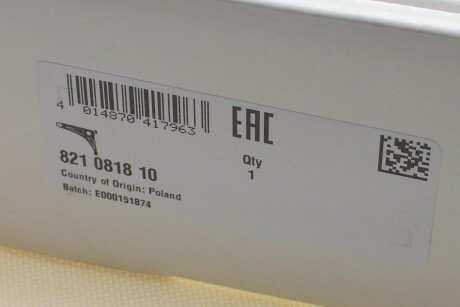 4 014870 417963
EAC
821 0818 10
Qty
1
Country of Origin: Poland
Batch: E000151874